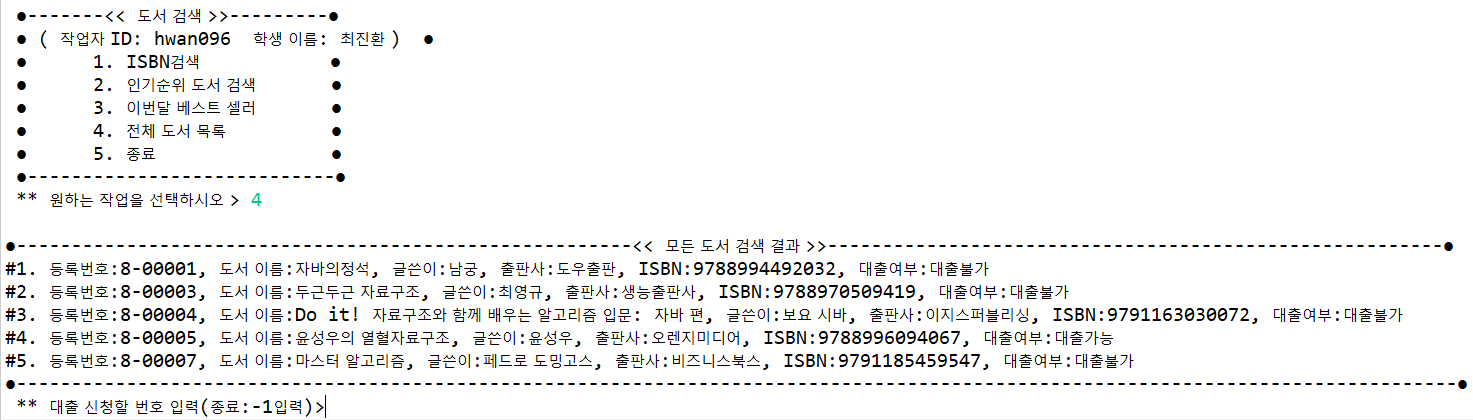 ●-------<< 도서 검색 >>---------●
● ( 작업자 ID: hwan096  학생 이름: 최진환 )  ●
●      1. ISBN검색            ●
●      2. 인기순위 도서 검색       ●
●      3. 이번달 베스트 셀러       ●
●      4. 전체 도서 목록         ●
●      5. 종료               ●
●----------------------------●
** 원하는 작업을 선택하시오 > 4
●--------------------------------------------------------<< 모든 도서 검색 결과 >>--------------------------------------------------------●
#1. 등록번호:8-00001, 도서 이름:자바의정석, 글쓴이:남궁, 출판사:도우출판, ISBN:9788994492032, 대출여부:대출불가
#2. 등록번호:8-00003, 도서 이름:두근두근 자료구조, 글쓴이:최영규, 출판사:생능출판사, ISBN:9788970509419, 대출여부:대출불가
#3. 등록번호:8-00004, 도서 이름:Do it! 자료구조와 함께 배우는 알고리즘 입문: 자바 편, 글쓴이:보요 시바, 출판사:이지스퍼블리싱, ISBN:9791163030072, 대출여부:대출불가
#4. 등록번호:8-00005, 도서 이름:윤성우의 열혈자료구조, 글쓴이:윤성우, 출판사:오렌지미디어, ISBN:9788996094067, 대출여부:대출가능
#5. 등록번호:8-00007, 도서 이름:마스터 알고리즘, 글쓴이:페드로 도밍고스, 출판사:비즈니스북스, ISBN:9791185459547, 대출여부:대출불가
●------------------------------------------------------------------------------------------------------------------------------------●
** 대출 신청할 번호 입력(종료:-1입력)>